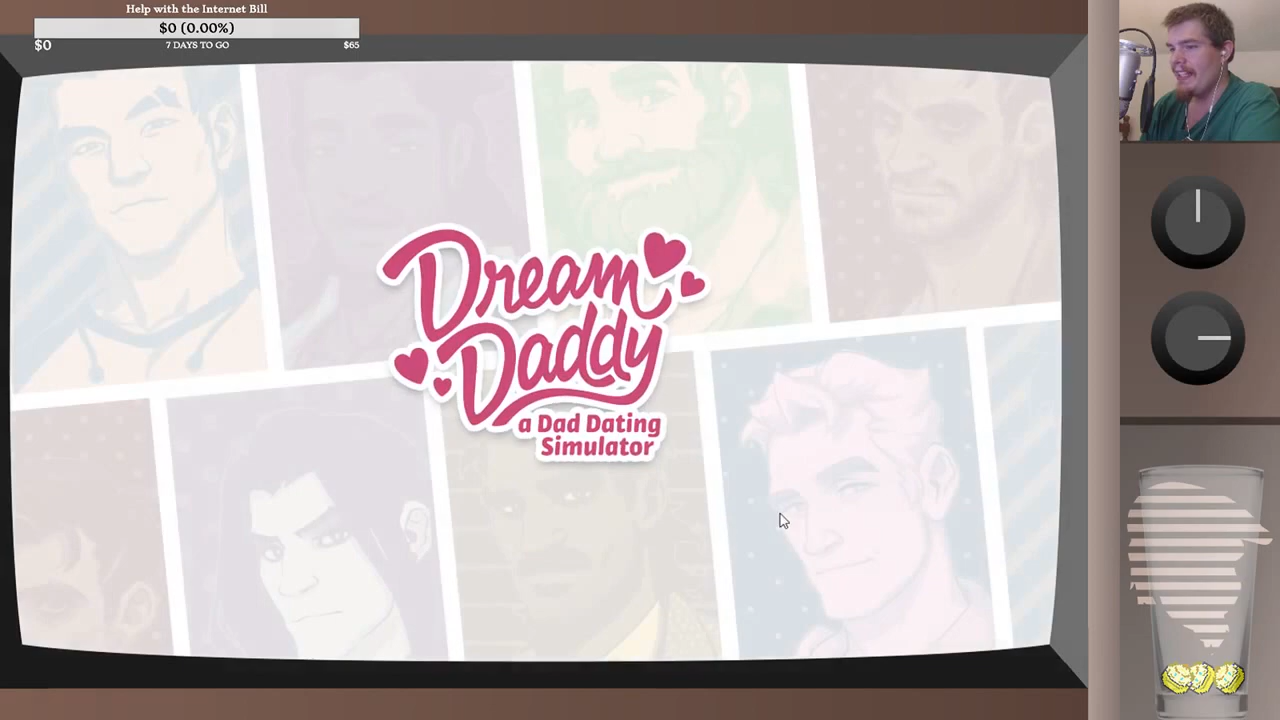 Help with the Internet Bill
$0 (0.00%)
$0 7 DAYS TO GO $65
Dream
Daddy
a Dad Dating
Simulator